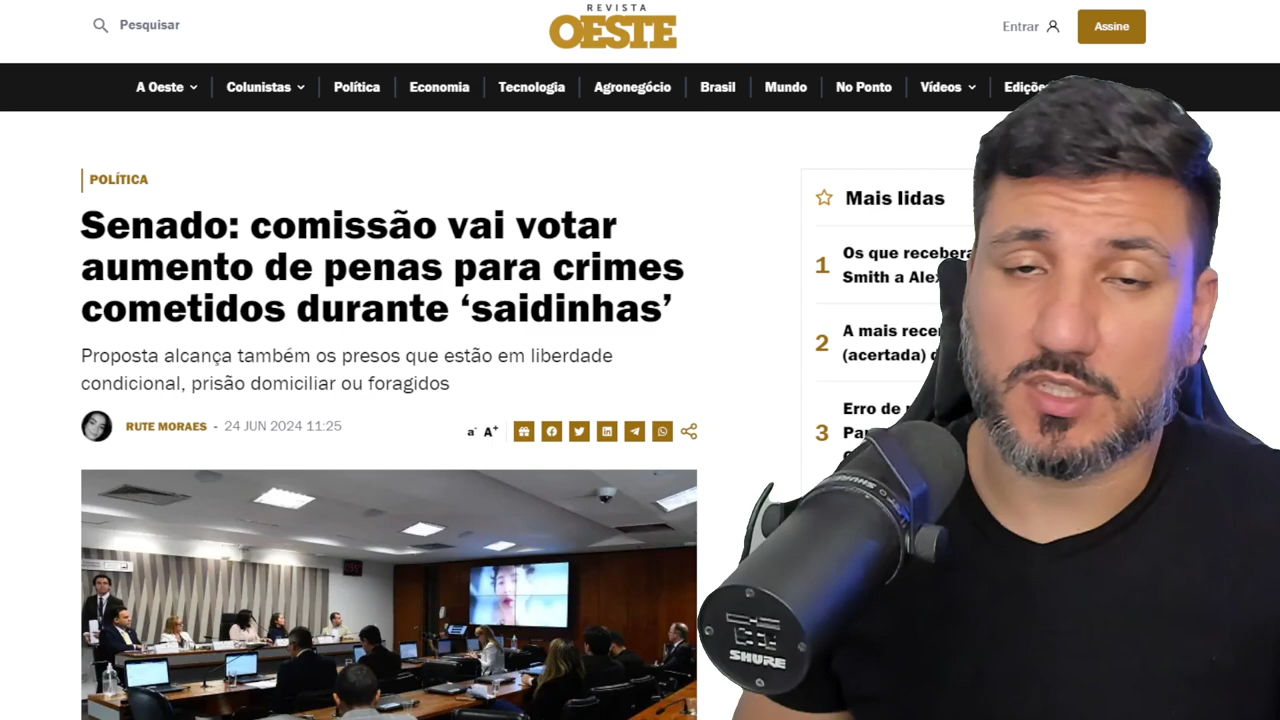 Pesquisar
REVISTA
OESTE
Entrar
Assine
A Oeste
Colunistas
Política
Economia
Tecnologia
Agronegócio
Brasil
Mundo
No Ponto
Vídeos
POLÍTICA
Senado: comissão vai votar
aumento de penas para crimes
cometidos durante ‘saidinhas’
Proposta alcança também os presos que estão em liberdade
condicional, prisão domiciliar ou foragidos
RUTE MORAES - 24 JUN 2024 11:25
a- A+
Mais lidas
1
Os que
Smith a
2
A mais
(acertada)
3
Erro de
SHURE
SHURE